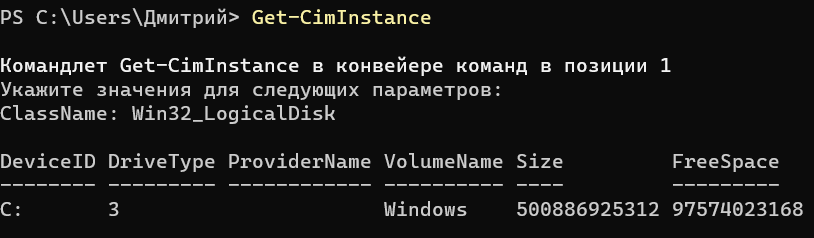 PS C:\Users\Дмитрий> Get-CimInstance
Командлет Get-CimInstance в конвейере команд в позиции 1
Укажите значения для следующих параметров:
ClassName: Win32_LogicalDisk
DeviceID DriveType ProviderName VolumeName Size FreeSpace
-------- --------- ------------ ---------- ---- ---------
C: 3 Windows 500886925312 97574023168